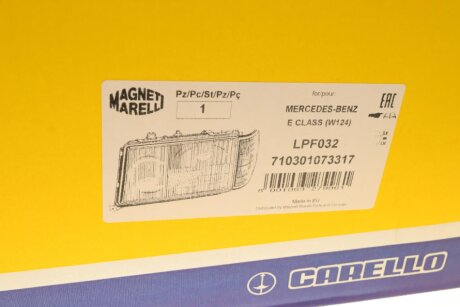 MAGNETI
MARELLI
Pz/Pc/St/Pz/Pç
1
for/pour:
MERCEDES-BENZ
E CLASS (W124)
LPF032
710301073317
Made in EU
CARELLO